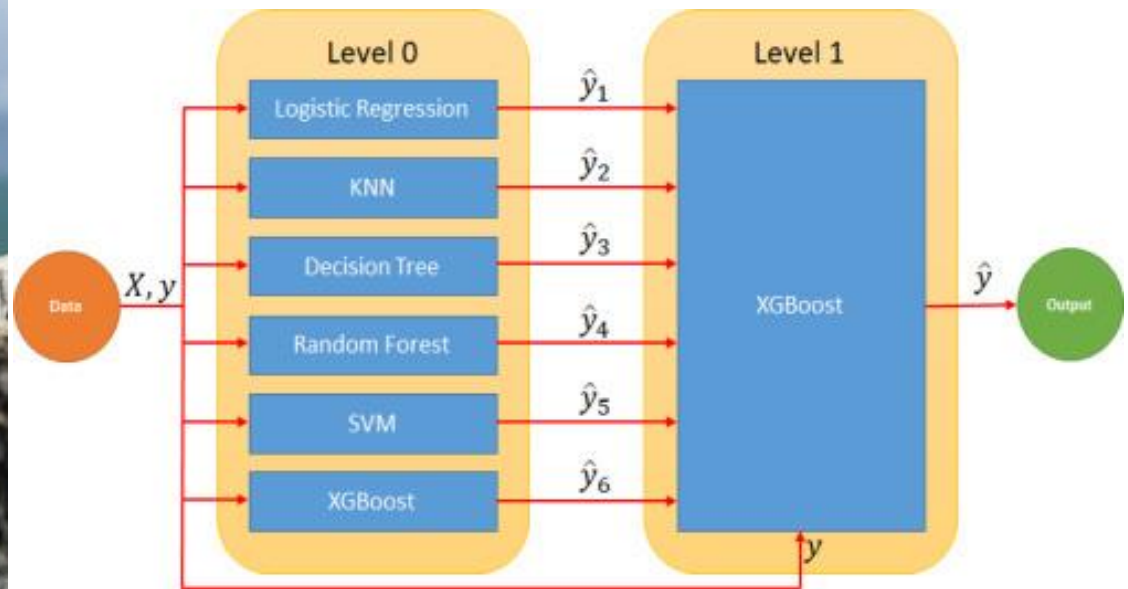 Level 0
Level 1
Logistic Regression
ŷ₁
KNN
ŷ₂
Decision Tree
ŷ₃
Data
X, y
XGBoost
ŷ
Output
Random Forest
ŷ₄
SVM
ŷ₅
XGBoost
ŷ₆
y